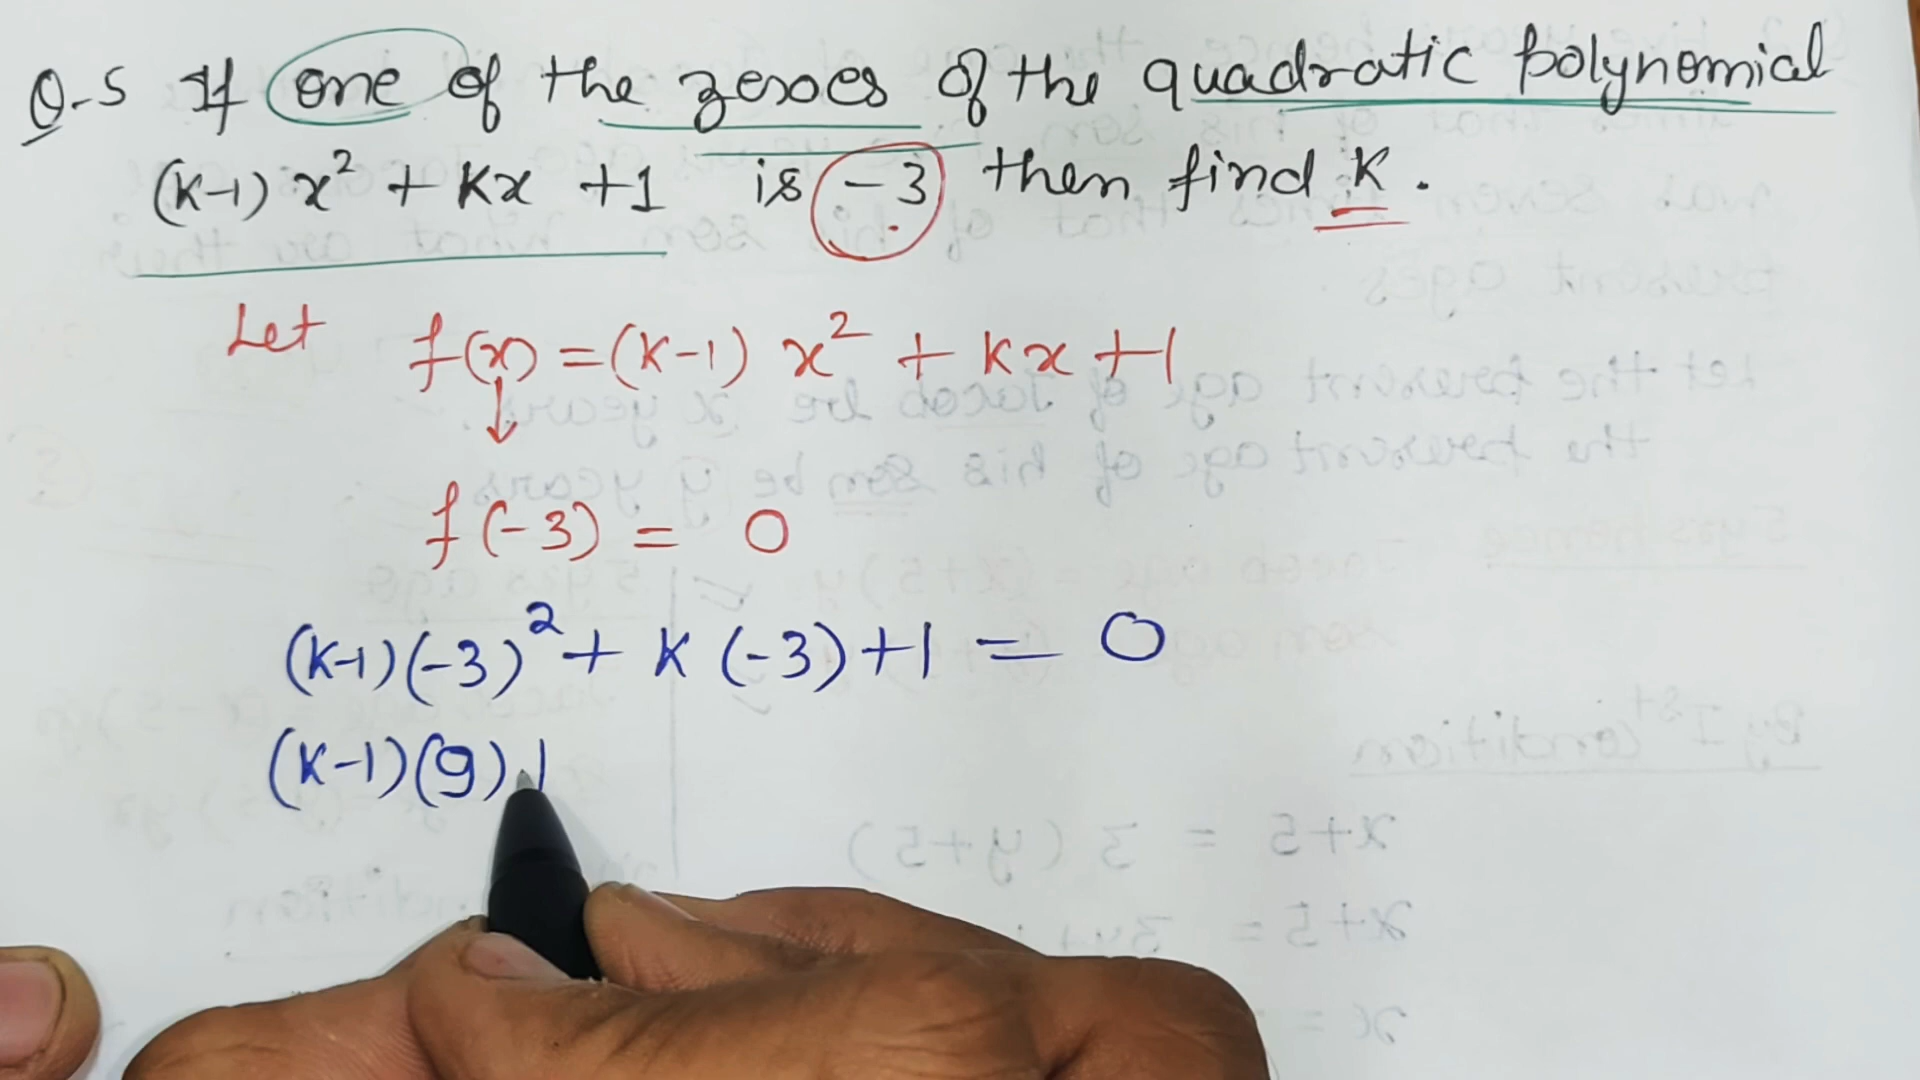 Q-5 If one of the zeroes of the quadratic polynomial
(K-1) x² + Kx +1 is -3 then find K.
Let f(x) = (K-1) x² + Kx +1
f(-3) = 0
(K-1)(-3)² + K(-3)+1 = 0
(K-1)(9)